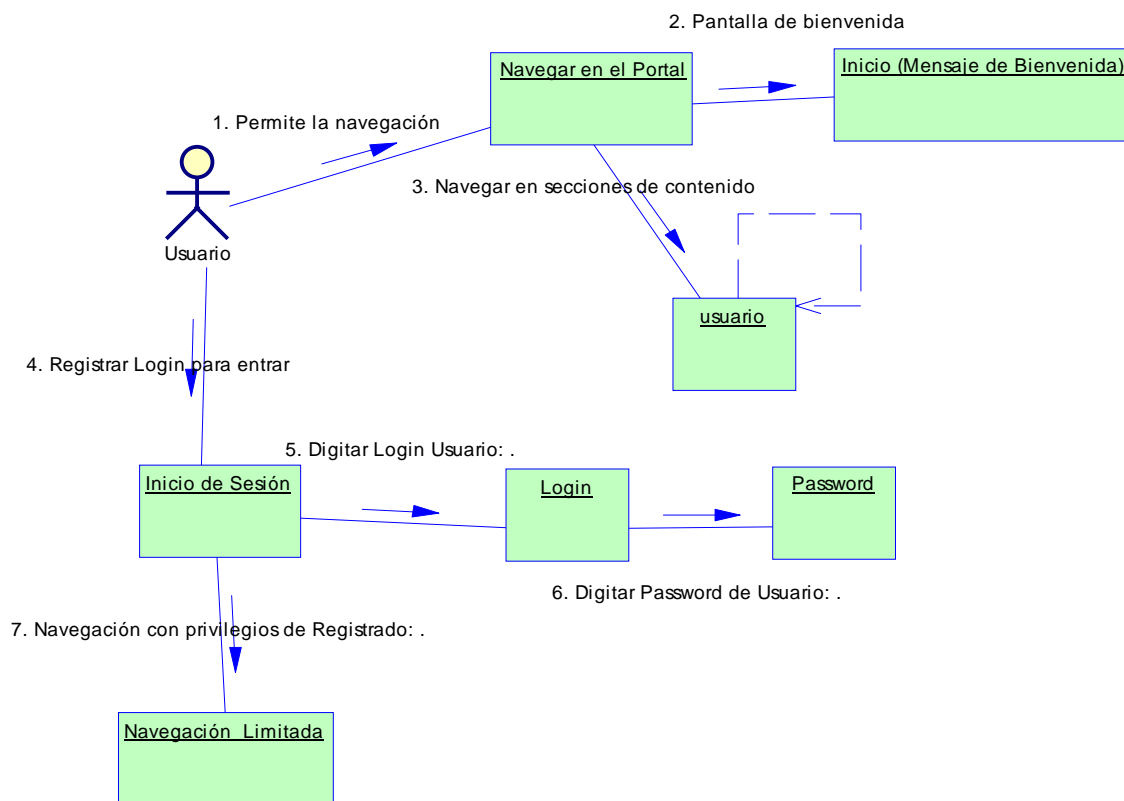 2. Pantalla de bienvenida
Navegar en el Portal
Inicio (Mensaje de Bienvenida)
1. Permite la navegación
3. Navegar en secciones de contenido
Usuario
usuario
4. Registrar Login para entrar
5. Digitar Login Usuario: .
Inicio de Sesión
Login
Password
6. Digitar Password de Usuario: .
7. Navegación con privilegios de Registrado: .
Navegación Limitada